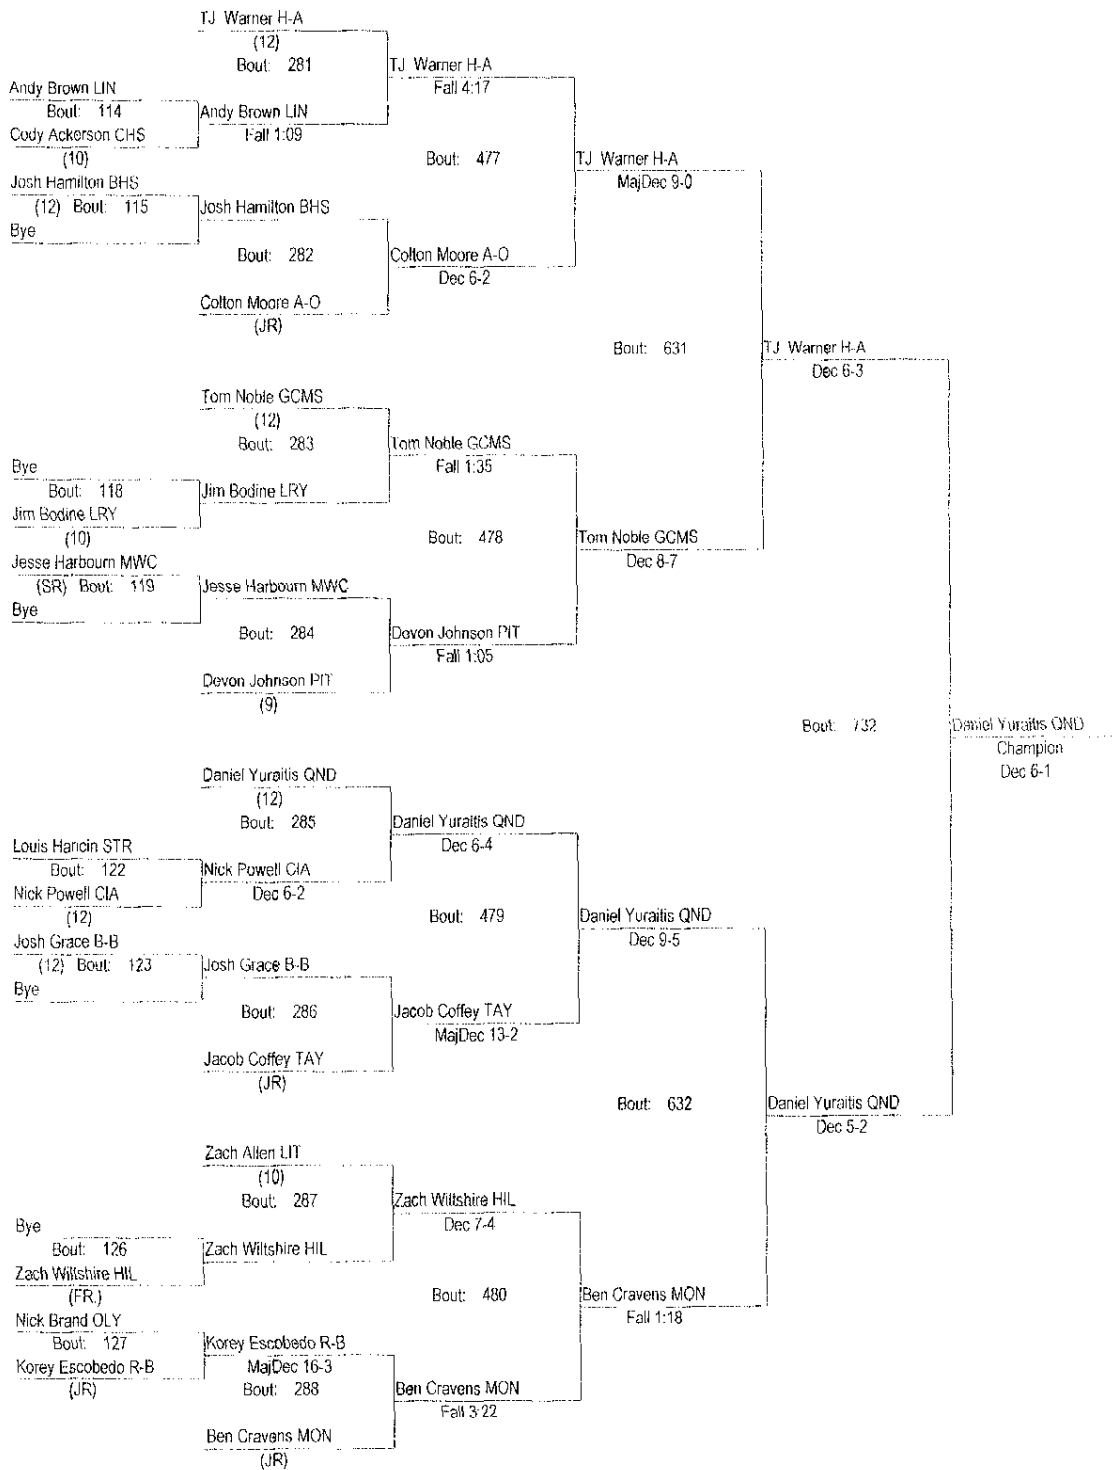 TJ Warner H-A
(12)
Bout: 281
TJ Warner H-A
Fall 4:17
Andy Brown LIN
Bout: 114
Andy Brown LIN
Fall 1:09
Cody Ackerson CHS
(10)
Bout: 477
TJ Warner H-A
MajDec 9-0
Josh Hamilton BHS
(12) Bout: 115
Josh Hamilton BHS
Bye
Bout: 282
Colton Moore A-O
Dec 6-2
Colton Moore A-O
(JR)
Bout: 631
TJ Warner H-A
Dec 6-3
Tom Noble GCMS
(12)
Bout: 283
Tom Noble GCMS
Fall 1:35
Bye
Bout: 118
Jim Bodine LRY
Jim Bodine LRY
(10)
Bout: 478
Tom Noble GCMS
Dec 8-7
Jesse Harbourn MWC
(SR) Bout: 119
Jesse Harbourn MWC
Bye
Bout: 284
Devon Johnson PIT
Fall 1:05
Devon Johnson PIT
(9)
Bout: 732
Daniel Yuraitis QND
Champion
Dec 6-1
Daniel Yuraitis QND
(12)
Bout: 285
Daniel Yuraitis QND
Dec 6-4
Louis Hancin STR
Bout: 122
Nick Powell CIA
Dec 6-2
Nick Powell CIA
(12)
Bout: 479
Daniel Yuraitis QND
Dec 9-5
Josh Grace B-B
(12) Bout: 123
Josh Grace B-B
Bye
Bout: 286
Jacob Coffey TAY
MajDec 13-2
Jacob Coffey TAY
(JR)
Bout: 632
Daniel Yuraitis QND
Dec 5-2
Zach Allen LIT
(10)
Bout: 287
Zach Wiltshire HIL
Dec 7-4
Bye
Bout: 126
Zach Wiltshire HIL
Zach Wiltshire HIL
(FR.)
Bout: 480
Ben Cravens MON
Fall 1:18
Nick Brand OLY
Bout: 127
Korey Escobedo R-B
MajDec 16-3
Korey Escobedo R-B
(JR)
Bout: 288
Ben Cravens MON
Fall 3:22
Ben Cravens MON
(JR)